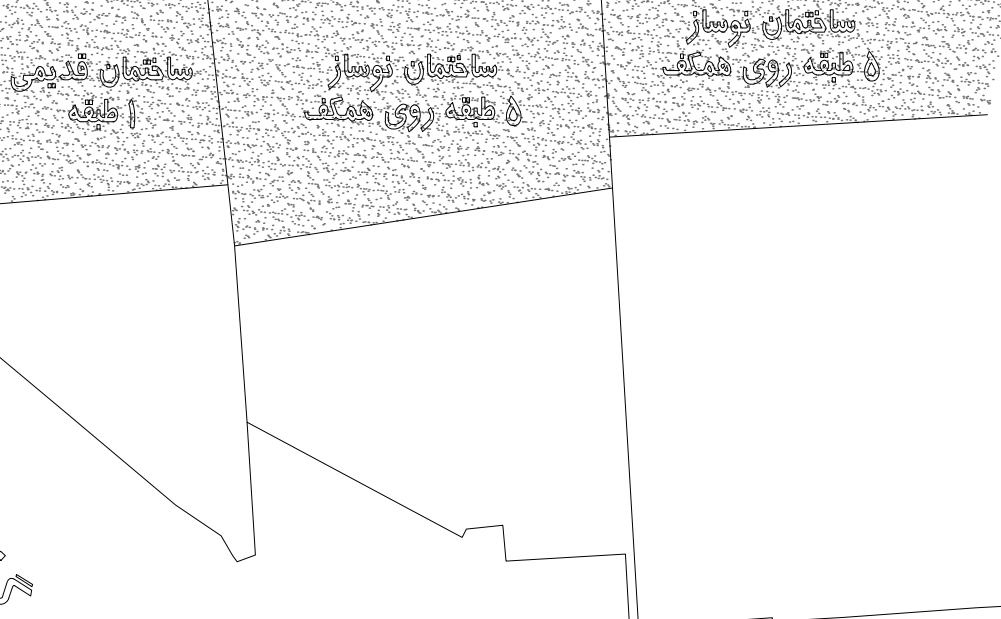 ساختمان نوساز
۵ طبقه روی همکف
ساختمان نوساز
۵ طبقه روی همکف
ساختمان قدیمی
۱ طبقه